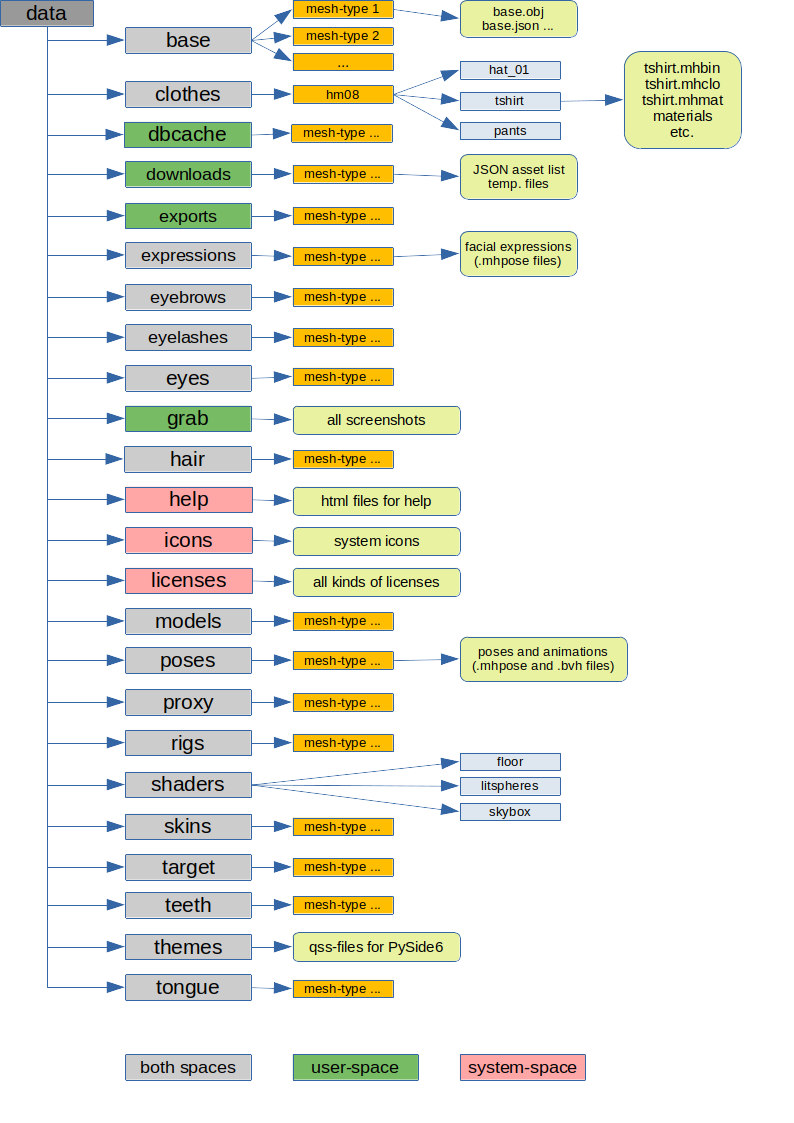 data
base
mesh-type 1
mesh-type 2
...
base.obj
base.json ...
clothes
hm08
hat_01
tshirt
pants
tshirt.mhbin
tshirt.mhclo
tshirt.mhmat
materials
etc.
dbcache
mesh-type ...
downloads
mesh-type ...
JSON asset list
temp. files
exports
mesh-type ...
expressions
mesh-type ...
facial expressions
(.mhpose files)
eyebrows
mesh-type ...
eyelashes
mesh-type ...
eyes
mesh-type ...
grab
all screenshots
hair
mesh-type ...
help
html files for help
icons
system icons
licenses
all kinds of licenses
models
mesh-type ...
poses
mesh-type ...
poses and animations
(.mhpose and .bvh files)
proxy
mesh-type ...
rigs
mesh-type ...
shaders
floor
litspheres
skybox
skins
mesh-type ...
target
mesh-type ...
teeth
mesh-type ...
themes
qss-files for PySide6
tongue
mesh-type ...
both spaces
user-space
system-space